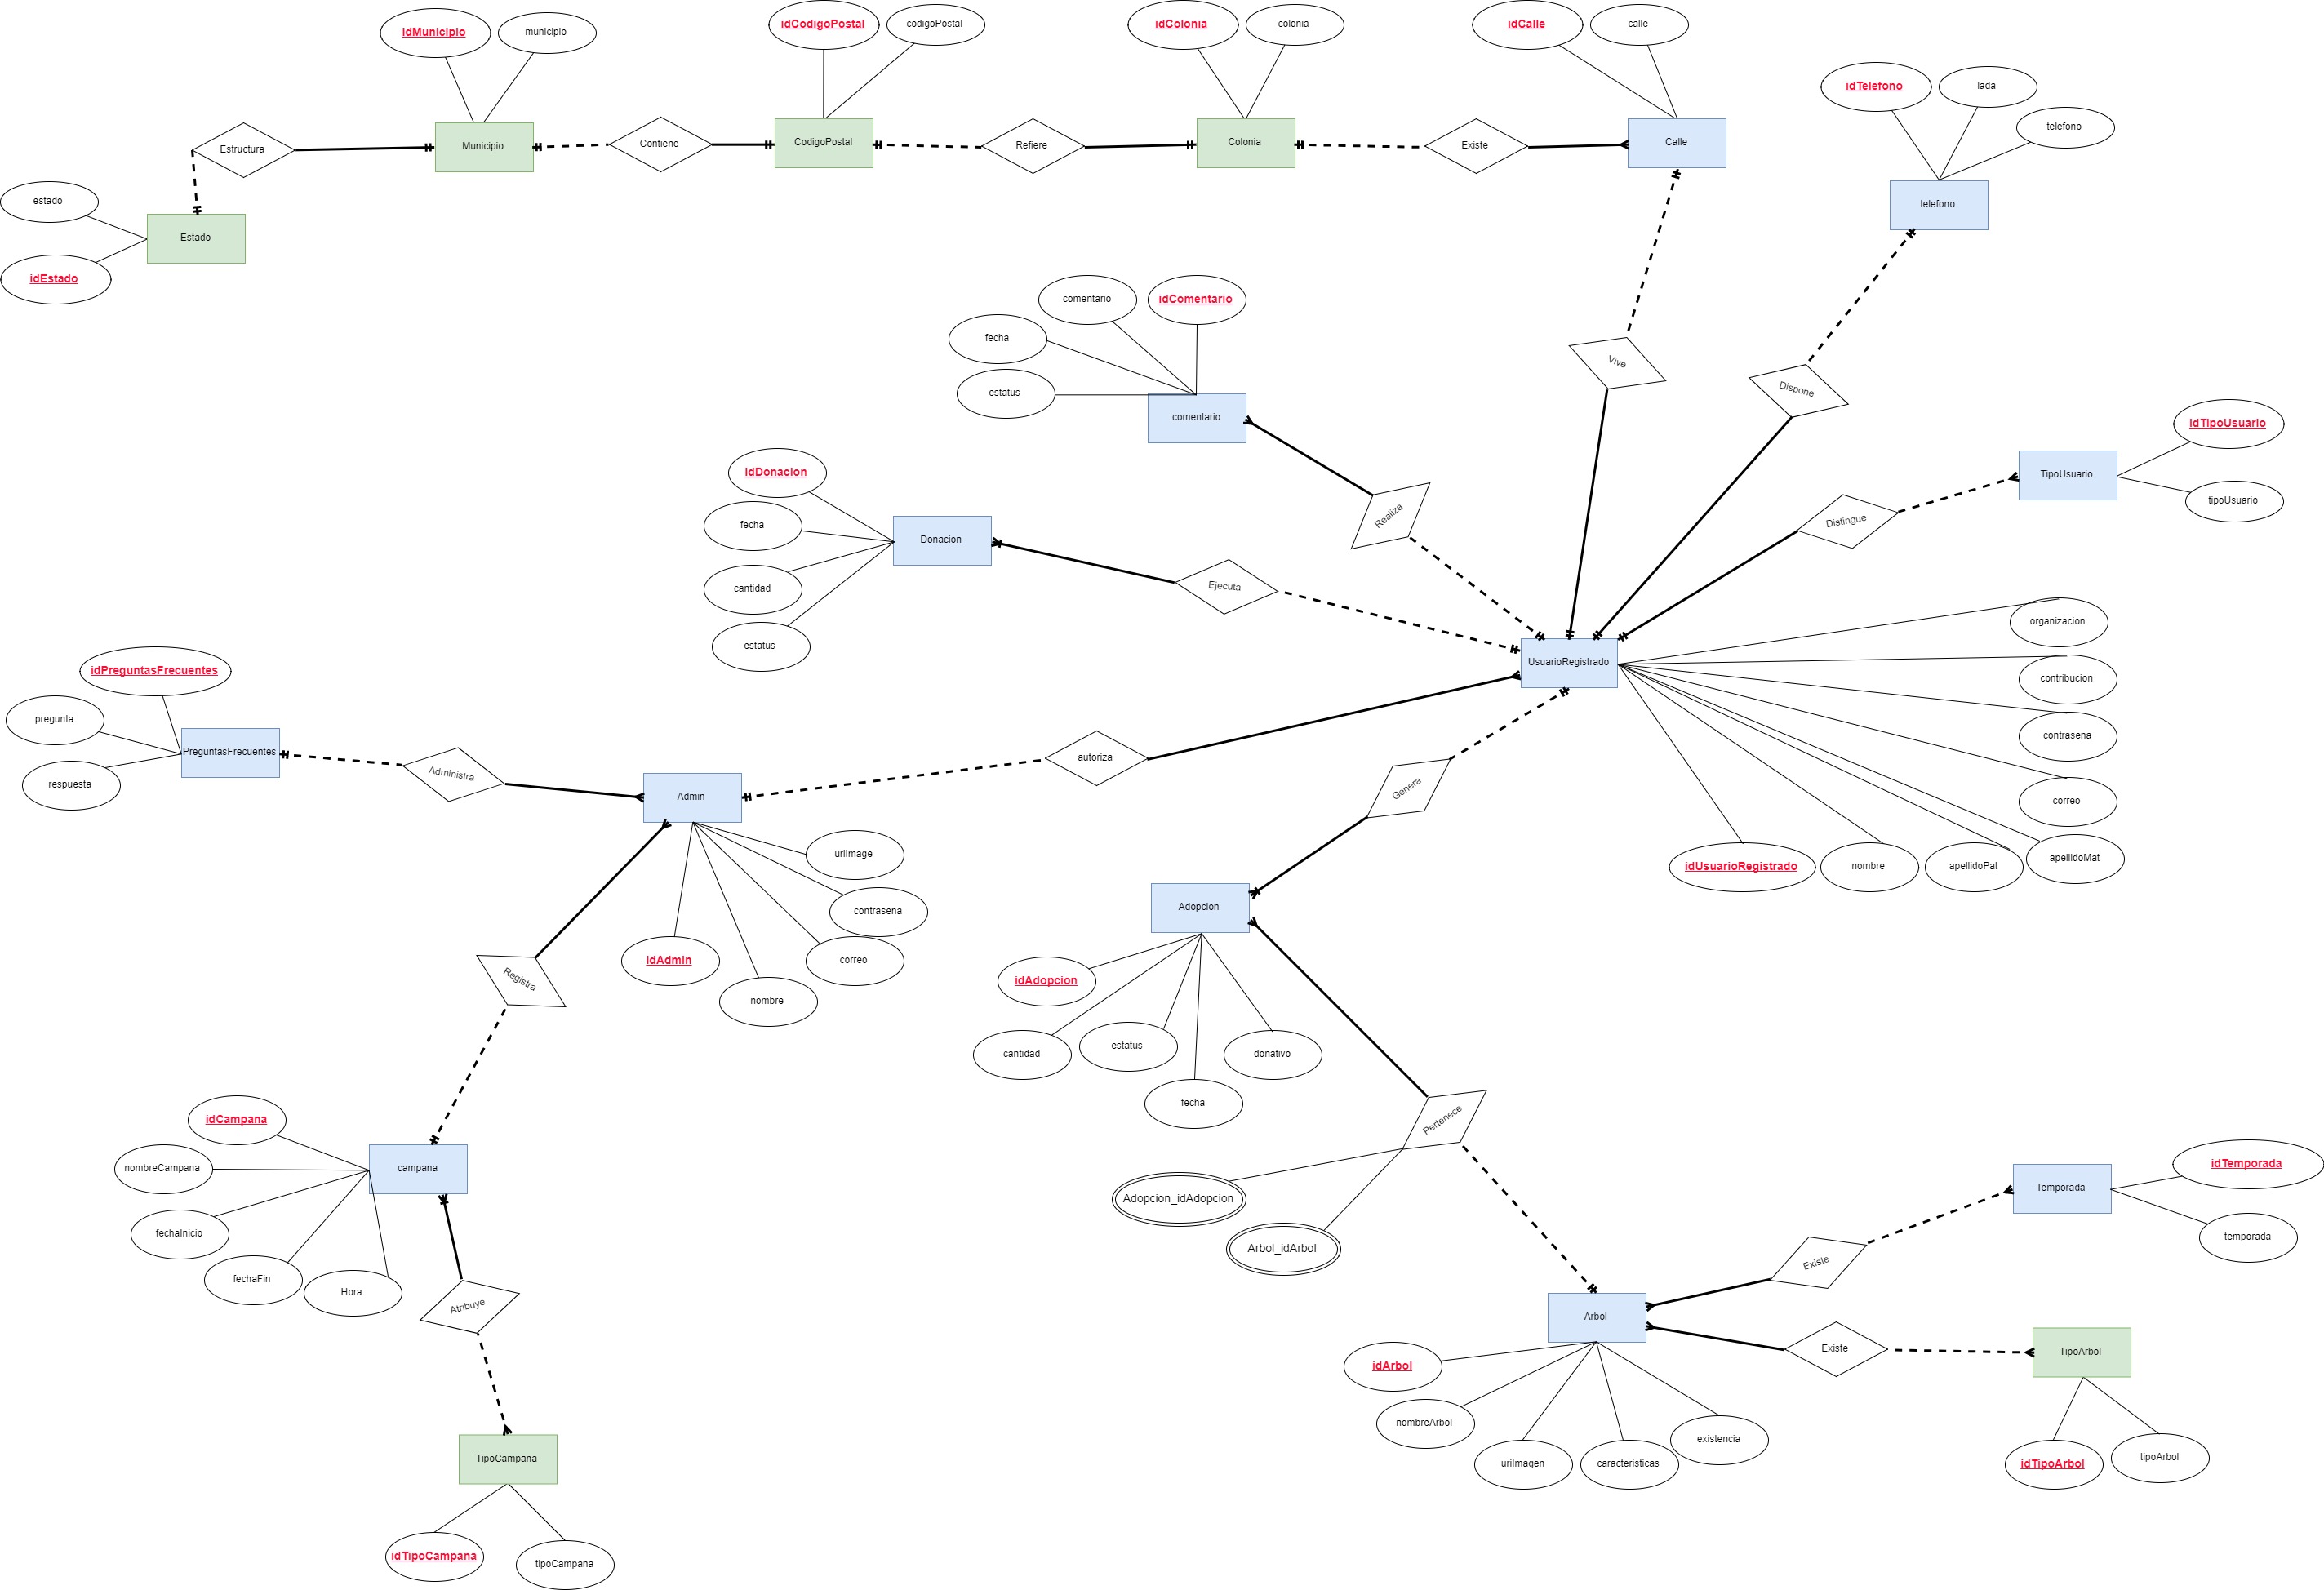 idMunicipio
municipio
idCodigoPostal
codigoPostal
idColonia
colonia
idCalle
calle
idTelefono
lada
telefono
Estructura
Municipio
Contiene
CodigoPostal
Refiere
Colonia
Existe
Calle
telefono
estado
Estado
idEstado
comentario
idComentario
fecha
estatus
comentario
Vive
Dispone
idTipoUsuario
TipoUsuario
tipoUsuario
Distingue
Realiza
idDonacion
fecha
Donacion
cantidad
estatus
Ejecuta
UsuarioRegistrado
organizacion
contribucion
contrasena
correo
apellidoMat
apellidoPat
nombre
idUsuarioRegistrado
idPreguntasFrecuentes
pregunta
PreguntasFrecuentes
respuesta
Administra
Admin
autoriza
Genera
uriImage
contrasena
correo
nombre
idAdmin
Registra
Adopcion
idAdopcion
cantidad
estatus
fecha
donativo
Pertenece
Adopcion_idAdopcion
Arbol_idArbol
idCampana
nombreCampana
campana
fechaInicio
fechaFin
Hora
Atribuye
TipoCampana
idTipoCampana
tipoCampana
idTemporada
Temporada
temporada
Existe
Arbol
Existe
TipoArbol
idArbol
nombreArbol
uriImagen
caracteristicas
existencia
idTipoArbol
tipoArbol